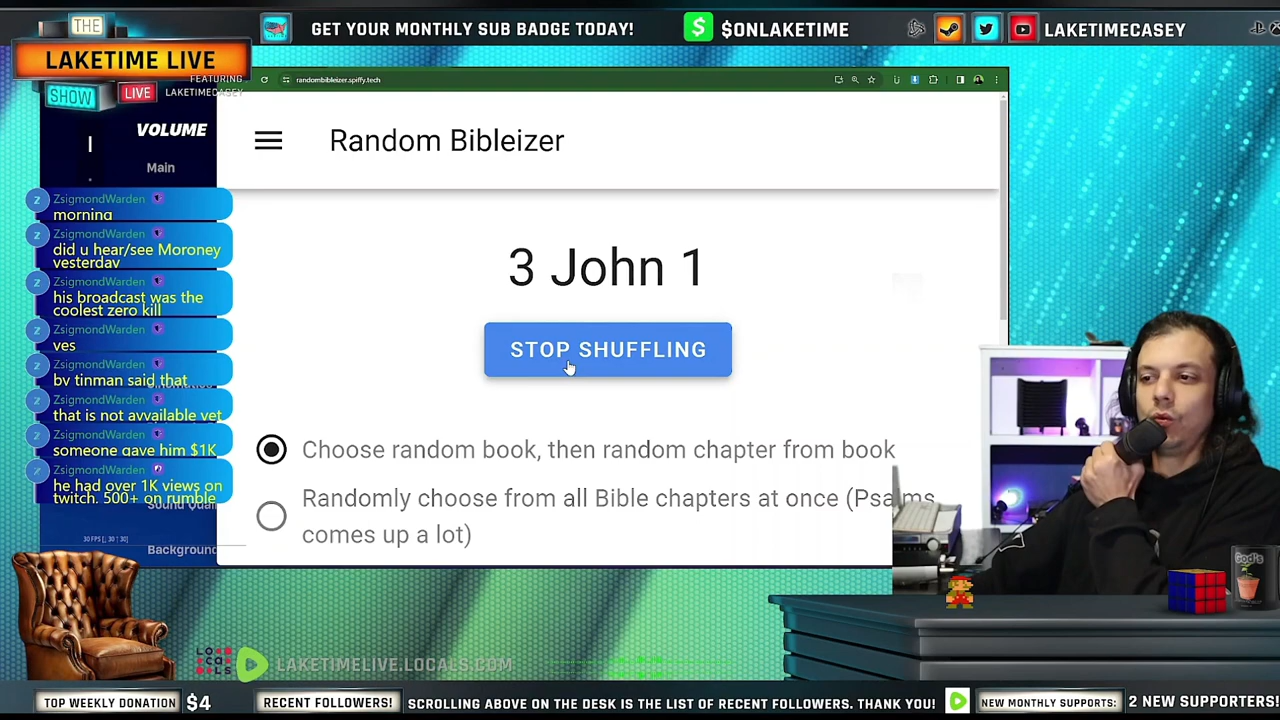 THE
LAKETIME LIVE
FEATURING
SHOW
LIVE
LAKETIMECASEY
GET YOUR MONTHLY SUB BADGE TODAY!
$ONLAKETIME
LAKETIMECASEY
randombibleizer.spiffy.tech
VOLUME
Main
Random Bibleizer
ZsigmondWarden
morning
ZsigmondWarden
did u hear/see Moroney
yesterday
ZsigmondWarden
his broadcast was the
coolest zero kill
ZsigmondWarden
yes
ZsigmondWarden
by tinman said that
ZsigmondWarden
that is not avvailable yet
ZsigmondWarden
someone gave him $1K
ZsigmondWarden
he had over 1K views on
twitch. 500+ on rumble
Background
3 John 1
STOP SHUFFLING
Choose random book, then random chapter from book
Randomly choose from all Bible chapters at once (Psalms
comes up a lot)
God's
LOCALS
LAKETIMELIVE.LOCALS.COM
TOP WEEKLY DONATION
$4
RECENT FOLLOWERS!
SCROLLING ABOVE ON THE DESK IS THE LIST OF RECENT FOLLOWERS. THANK YOU!
NEW MONTHLY SUPPORTS:
2 NEW SUPPORTERS!